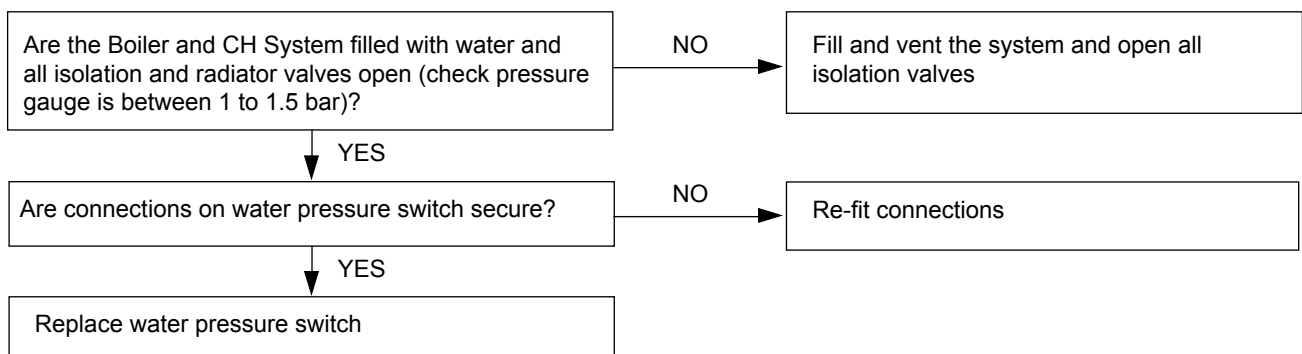 Are the Boiler and CH System filled with water and
all isolation and radiator valves open (check pressure
gauge is between 1 to 1.5 bar)?
NO
Fill and vent the system and open all
isolation valves
YES
Are connections on water pressure switch secure?
NO
Re-fit connections
YES
Replace water pressure switch